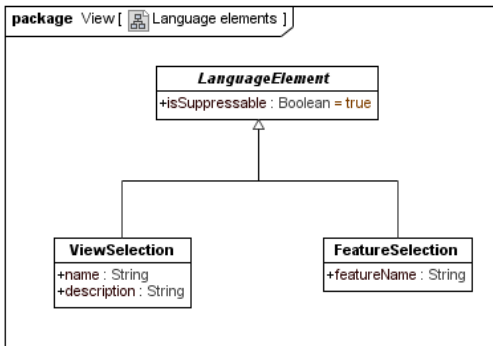 package View [ Language elements ]
LanguageElement
+isSuppressable : Boolean = true
ViewSelection
+name : String
+description : String
FeatureSelection
+featureName : String